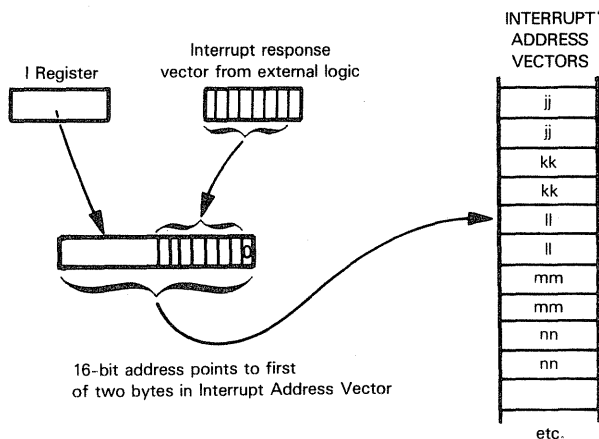 I Register
Interrupt response
vector from external logic
0
16-bit address points to first
of two bytes in Interrupt Address Vector
INTERRUPT
ADDRESS
VECTORS
jj
jj
kk
kk
ll
ll
mm
mm
nn
nn
etc.